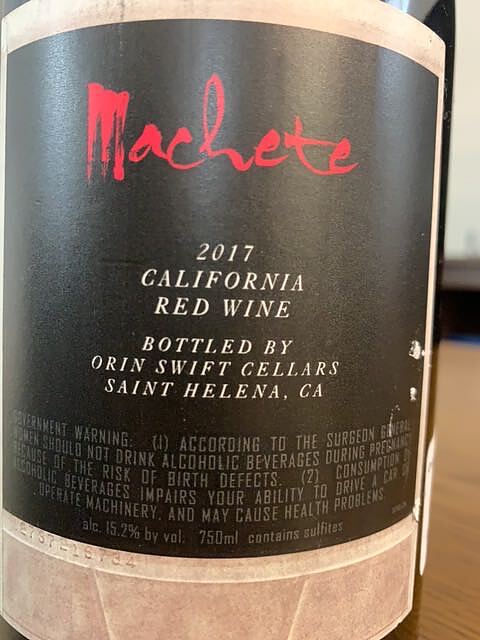 Machete
2017
CALIFORNIA
RED WINE
BOTTLED BY
ORIN SWIFT CELLARS
SAINT HELENA, CA
GOVERNMENT WARNING: (1) ACCORDING TO THE SURGEON GENERAL
WOMEN SHOULD NOT DRINK ALCOHOLIC BEVERAGES DURING PREGNANCY
BECAUSE OF THE RISK OF BIRTH DEFECTS. (2) CONSUMPTION OF
ALCOHOLIC BEVERAGES IMPAIRS YOUR ABILITY TO DRIVE A CAR OR
OPERATE MACHINERY, AND MAY CAUSE HEALTH PROBLEMS.
alc. 15.2% by vol. 750ml contains sulfites